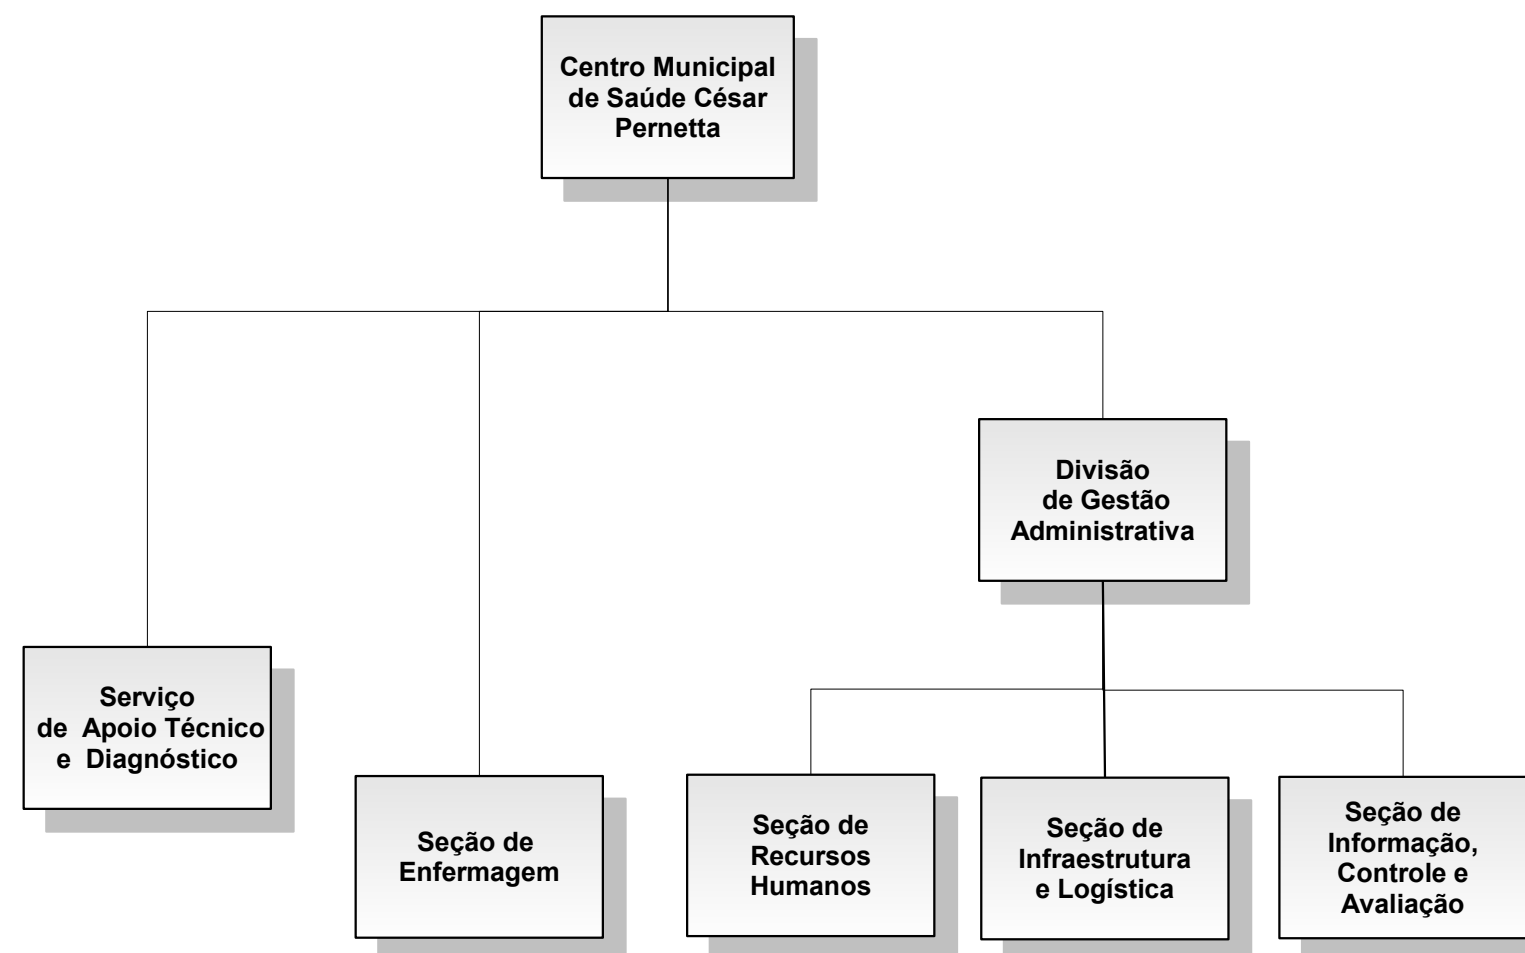 Centro Municipal
de Saúde César
Pernetta
Divisão
de Gestão
Administrativa
Serviço
de Apoio Técnico
e Diagnóstico
Seção de
Enfermagem
Seção de
Recursos
Humanos
Seção de
Infraestrutura
e Logística
Seção de
Informação,
Controle e
Avaliação